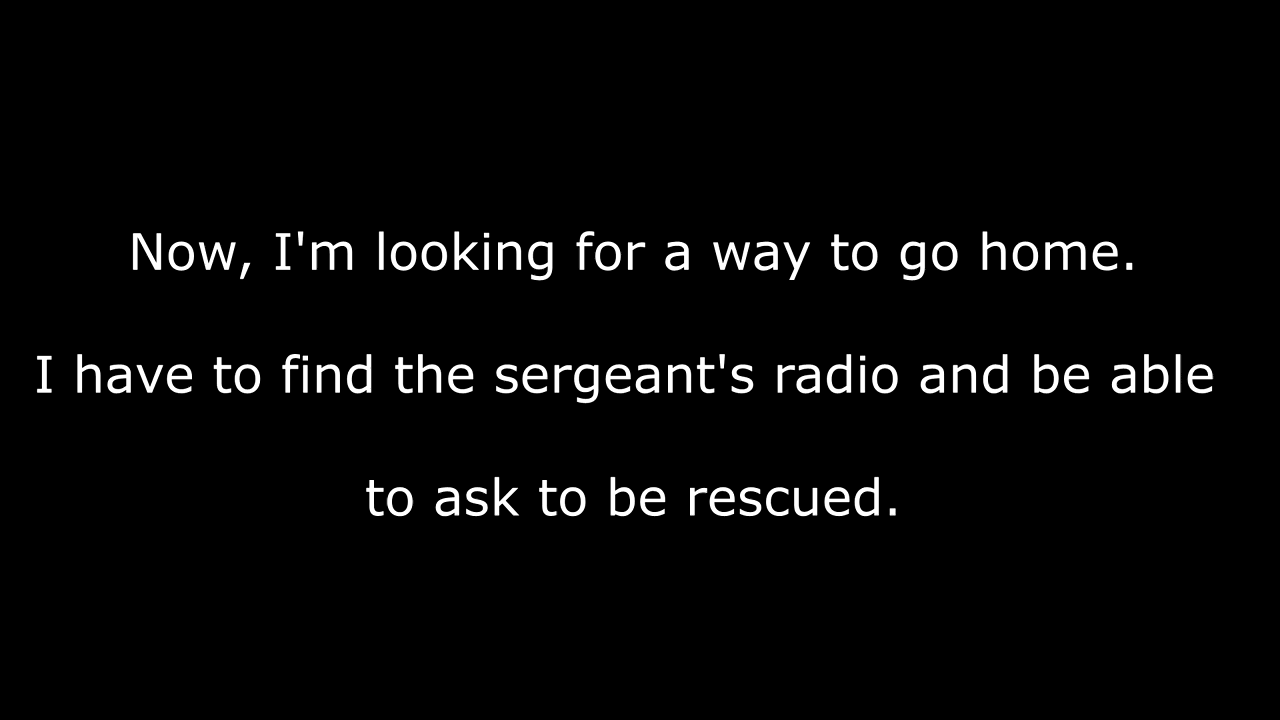 Now, I'm looking for a way to go home.
I have to find the sergeant's radio and be able
to ask to be rescued.